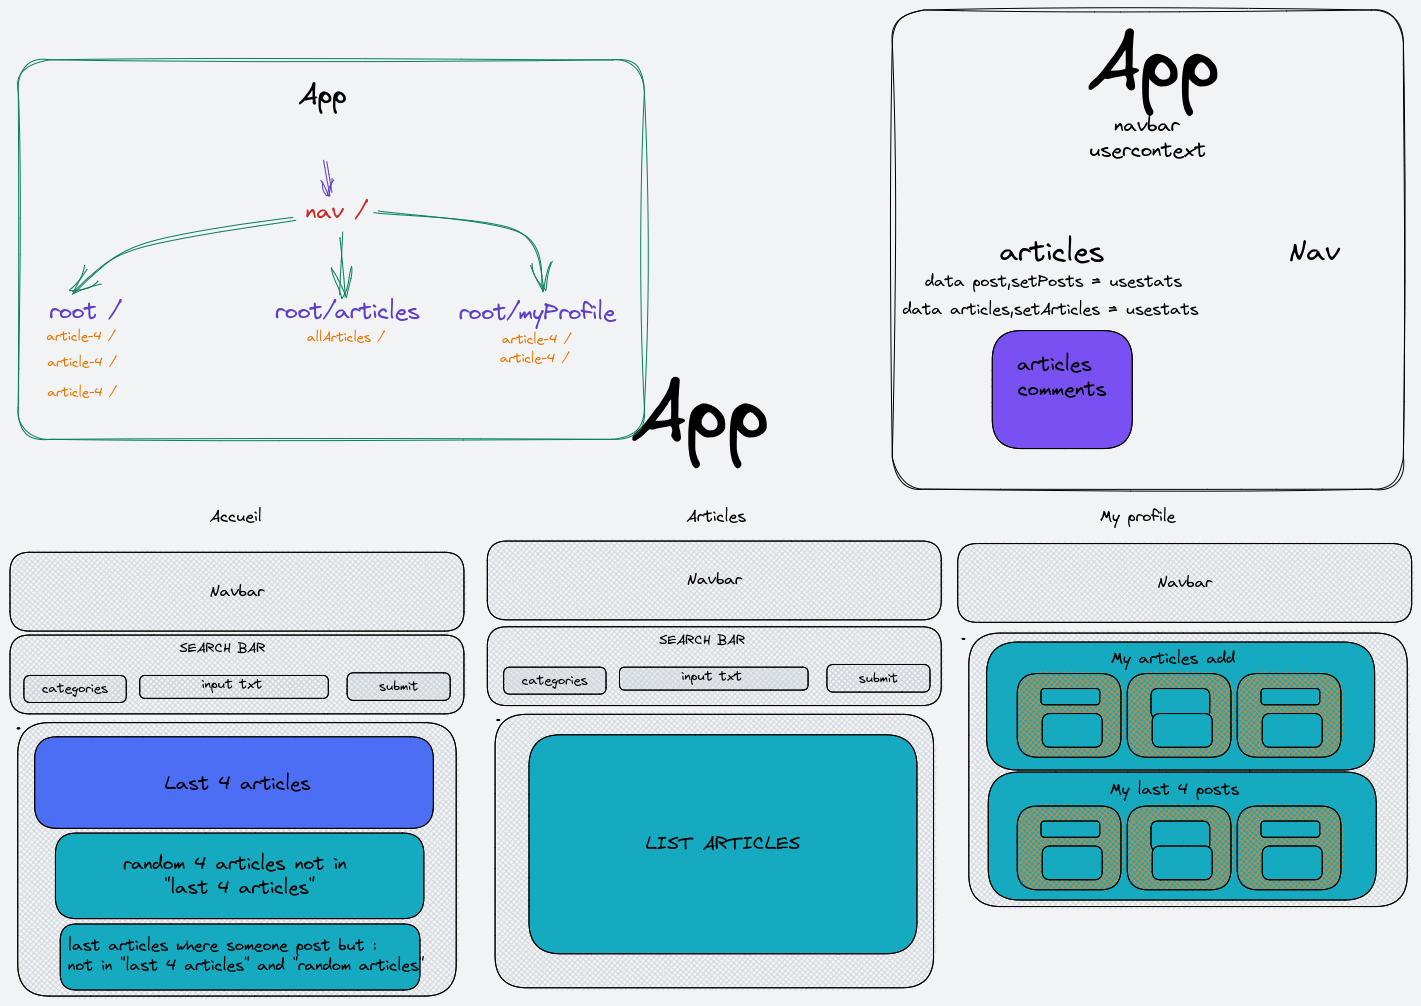 App
nav /
root /
article-4 /
article-4 /
article-4 /
root/articles
allArticles /
root/myProfile
article-4 /
article-4 /
App
App
navbar
usercontext
articles
Nav
data post,setPosts = usestats
data articles,setArticles = usestats
articles
comments
Accueil
Navbar
SEARCH BAR
categories
input txt
submit
Last 4 articles
random 4 articles not in
"last 4 articles"
last articles where someone post but :
not in "last 4 articles" and "random articles"
Articles
Navbar
SEARCH BAR
categories
input txt
submit
LIST ARTICLES
My profile
Navbar
My articles add
My last 4 posts